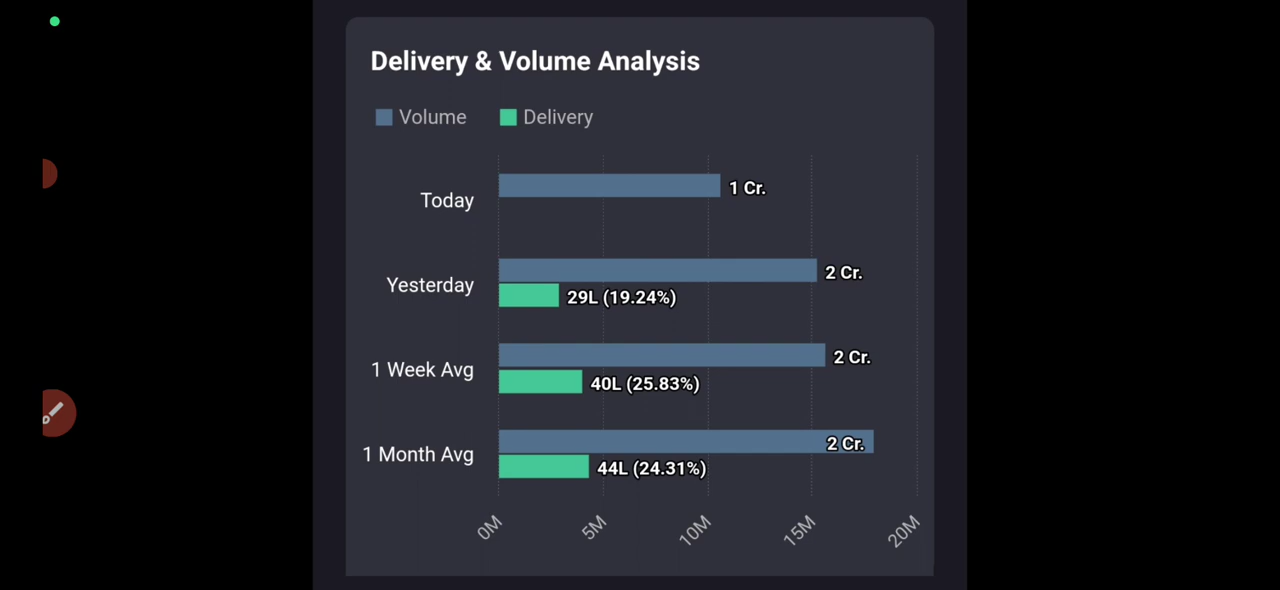 Delivery & Volume Analysis
Volume Delivery
Today 1 Cr.
Yesterday 2 Cr.
29L (19.24%)
1 Week Avg 2 Cr.
40L (25.83%)
1 Month Avg 2 Cr.
44L (24.31%)
0M 5M 10M 15M 20M